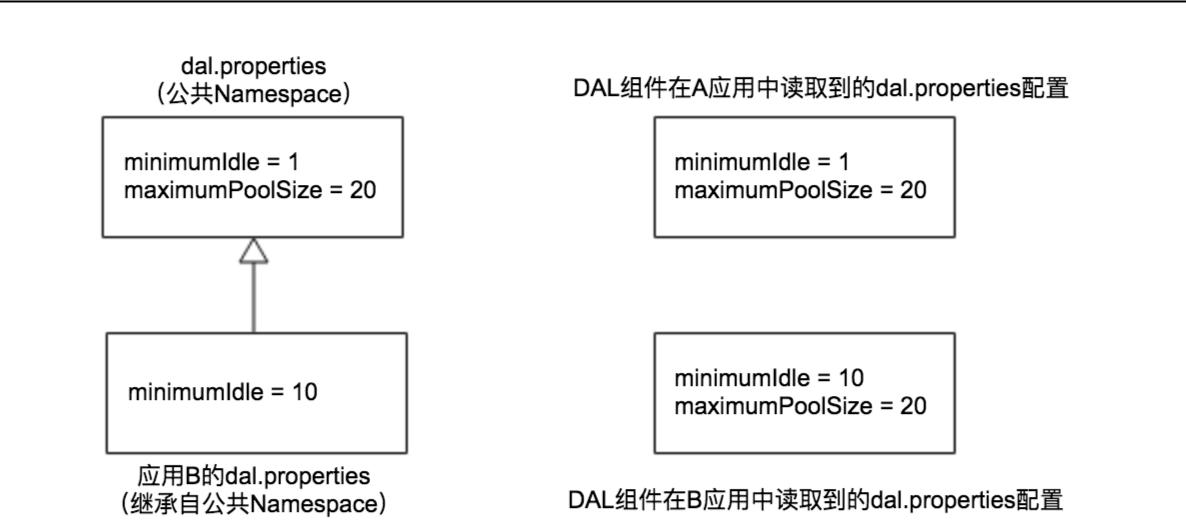 dal.properties
（公共Namespace）
minimumIdle = 1
maximumPoolSize = 20
minimumIdle = 10
应用B的dal.properties
（继承自公共Namespace）
DAL组件在A应用中读取到的dal.properties配置
minimumIdle = 1
maximumPoolSize = 20
minimumIdle = 10
maximumPoolSize = 20
DAL组件在B应用中读取到的dal.properties配置